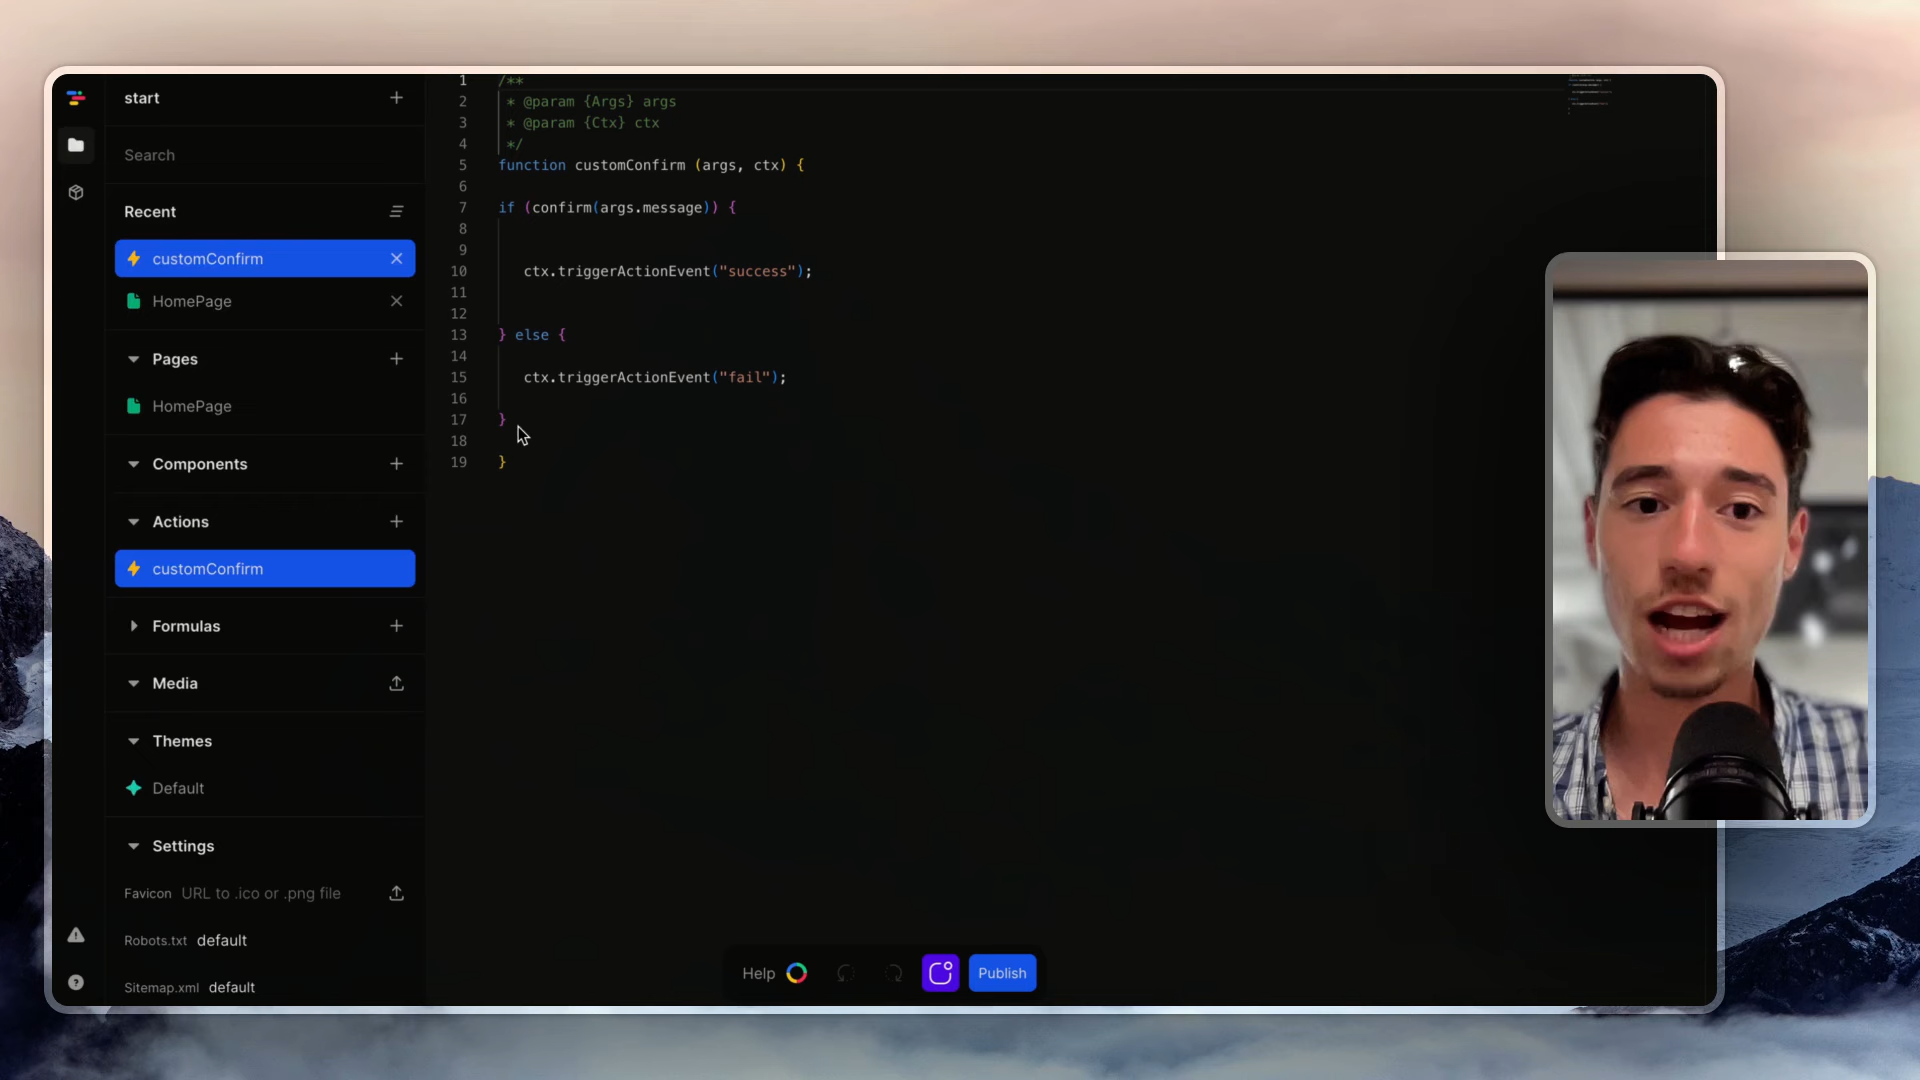 start
Search
Recent
customConfirm
HomePage
Pages
HomePage
Components
Actions
customConfirm
Formulas
Media
Themes
Default
Settings
Favicon URL to .ico or .png file
Robots.txt default
Sitemap.xml default
1 /**
2 * @param {Args} args
3 * @param {Ctx} ctx
4 */
5 function customConfirm (args, ctx) {
6
7 if (confirm(args.message)) {
8
9
10 ctx.triggerActionEvent("success");
11
12
13 } else {
14
15 ctx.triggerActionEvent("fail");
16
17 }
18
19 }
Help
Publish